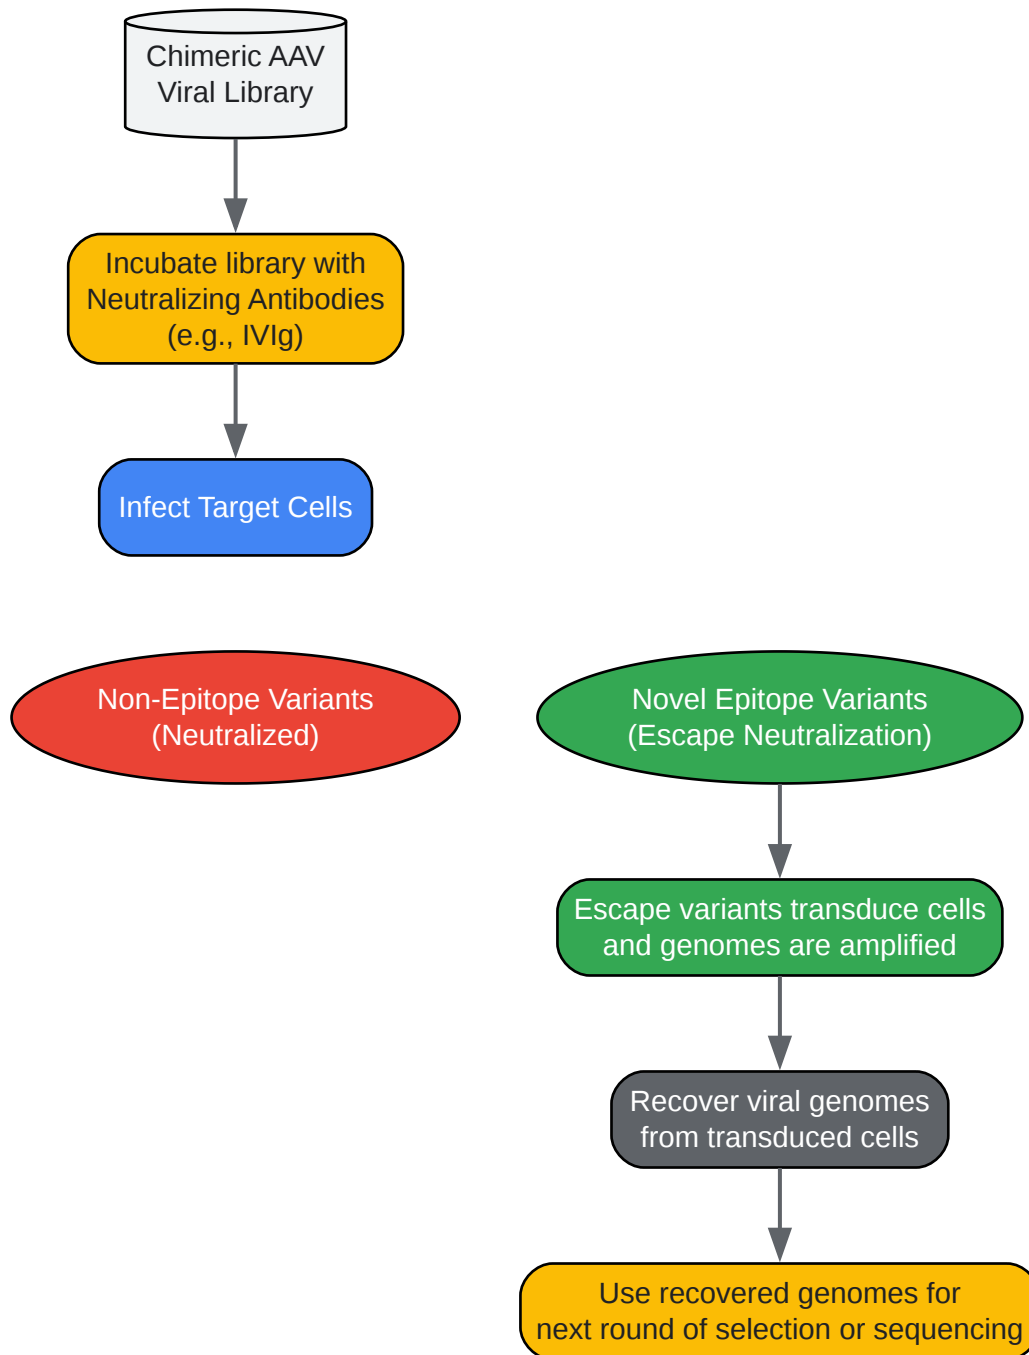 Chimeric AAV
Viral Library
Incubate library with
Neutralizing Antibodies
(e.g., IVIg)
Infect Target Cells
Non-Epitope Variants
(Neutralized)
Novel Epitope Variants
(Escape Neutralization)
Escape variants transduce cells
and genomes are amplified
Recover viral genomes
from transduced cells
Use recovered genomes for
next round of selection or sequencing